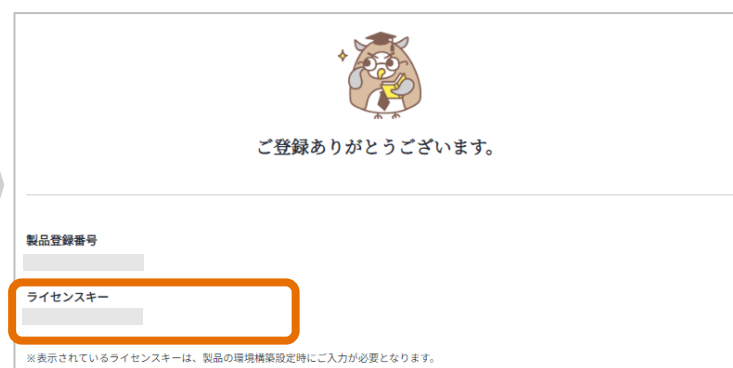 ご登録ありがとうございます。
製品登録番号
ライセンスキー
※表示されているライセンスキーは、製品の環境構築設定時にご入力が必要となります。